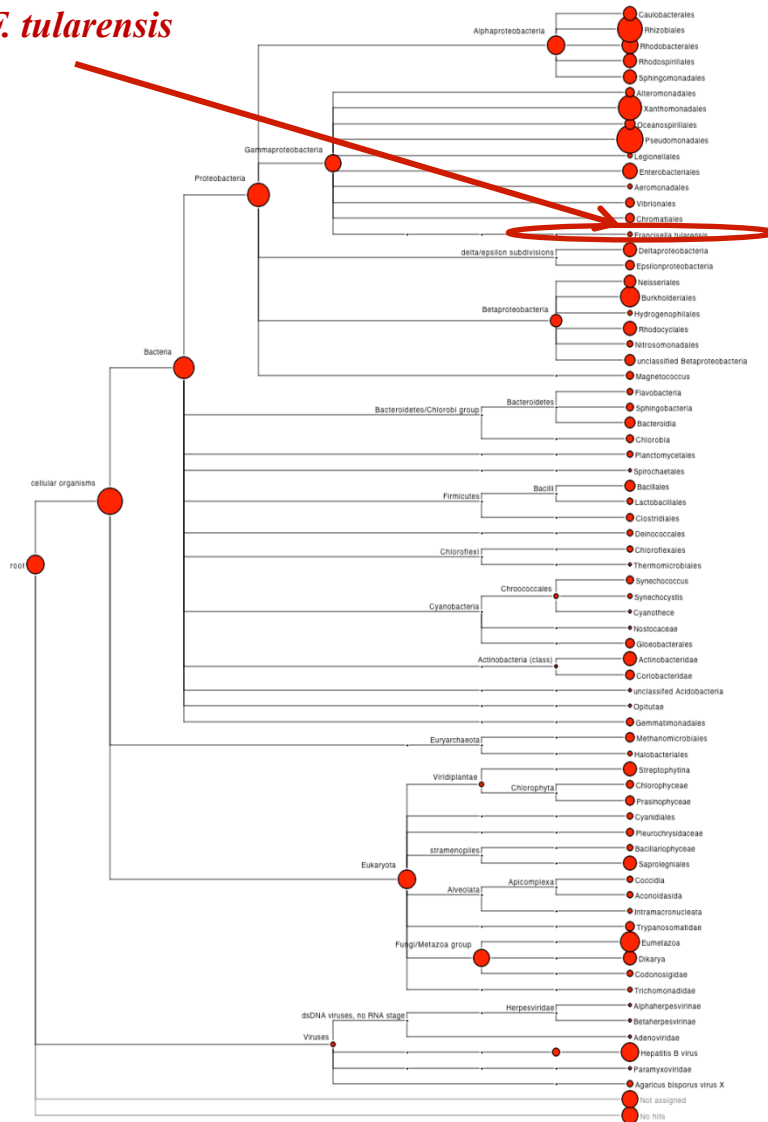 F. tularensis
Caulobacterales
Alphaproteobacteria
Rhizobiales
Rhodobacterales
Rhodospirillales
Sphingomonadales
Alteromonadales
Xanthomonadales
Oceanospirillales
Pseudomonadales
Gammaproteobacteria
Legionellales
Enterobacteriales
Proteobacteria
Aeromonadales
Vibrionales
Chromatiales
Francisella tularensis
delta/epsilon subdivisions
Deltaproteobacteria
Epsilonproteobacteria
Neisseriales
Burkholderiales
Betaproteobacteria
Hydrogenophilales
Rhodocyclales
Nitrosomonadales
Bacteria
unclassified Betaproteobacteria
Magnetococcus
Flavobacteria
Bacteroidetes
Bacteroidetes/Chlorobi group
Sphingobacteria
Bacteroidia
Chlorobia
Planctomycetales
Spirochaetales
cellular organisms
Bacilli
Bacillales
Firmicutes
Lactobacillales
Clostridiales
Deinococcales
Chloroflexi
Chloroflexales
root
Thermomicrobiales
Synechococcus
Chroococcales
Synechocystis
Cyanobacteria
Cyanothece
Nostocaceae
Gloeobacterales
Actinobacteria (class)
Actinobacteridae
Coriobacteridae
unclassifed Acidobacteria
Opitutae
Gemmatimonadales
Euryarchaeota
Methanomicrobiales
Halobacteriales
Streptophytina
Viridiplantae
Chlorophyta
Chlorophyceae
Prasinophyceae
Cyanidiales
Pleurochrysidaceae
stramenopiles
Bacillariophyceae
Eukaryota
Saprolegniales
Apicomplexa
Coccidia
Alveolata
Aconoidasida
Intramacronucleata
Trypanosomatidae
Fungi/Metazoa group
Eumetazoa
Dikarya
Codonosigidae
Trichomonadidae
Herpesviridae
Alphaherpesvirinae
dsDNA viruses, no RNA stage
Betaherpesvirinae
Viruses
Adenoviridae
Hepatitis B virus
Paramyxoviridae
Agaricus bisporus virus X
Not assigned
No hits